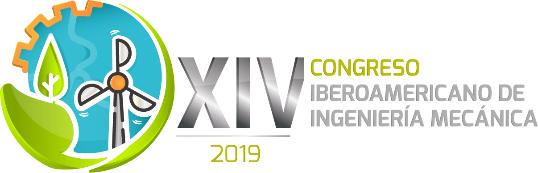 XIV
2019
CONGRESO
IBEROAMERICANO DE
INGENIERÍA MECÁNICA